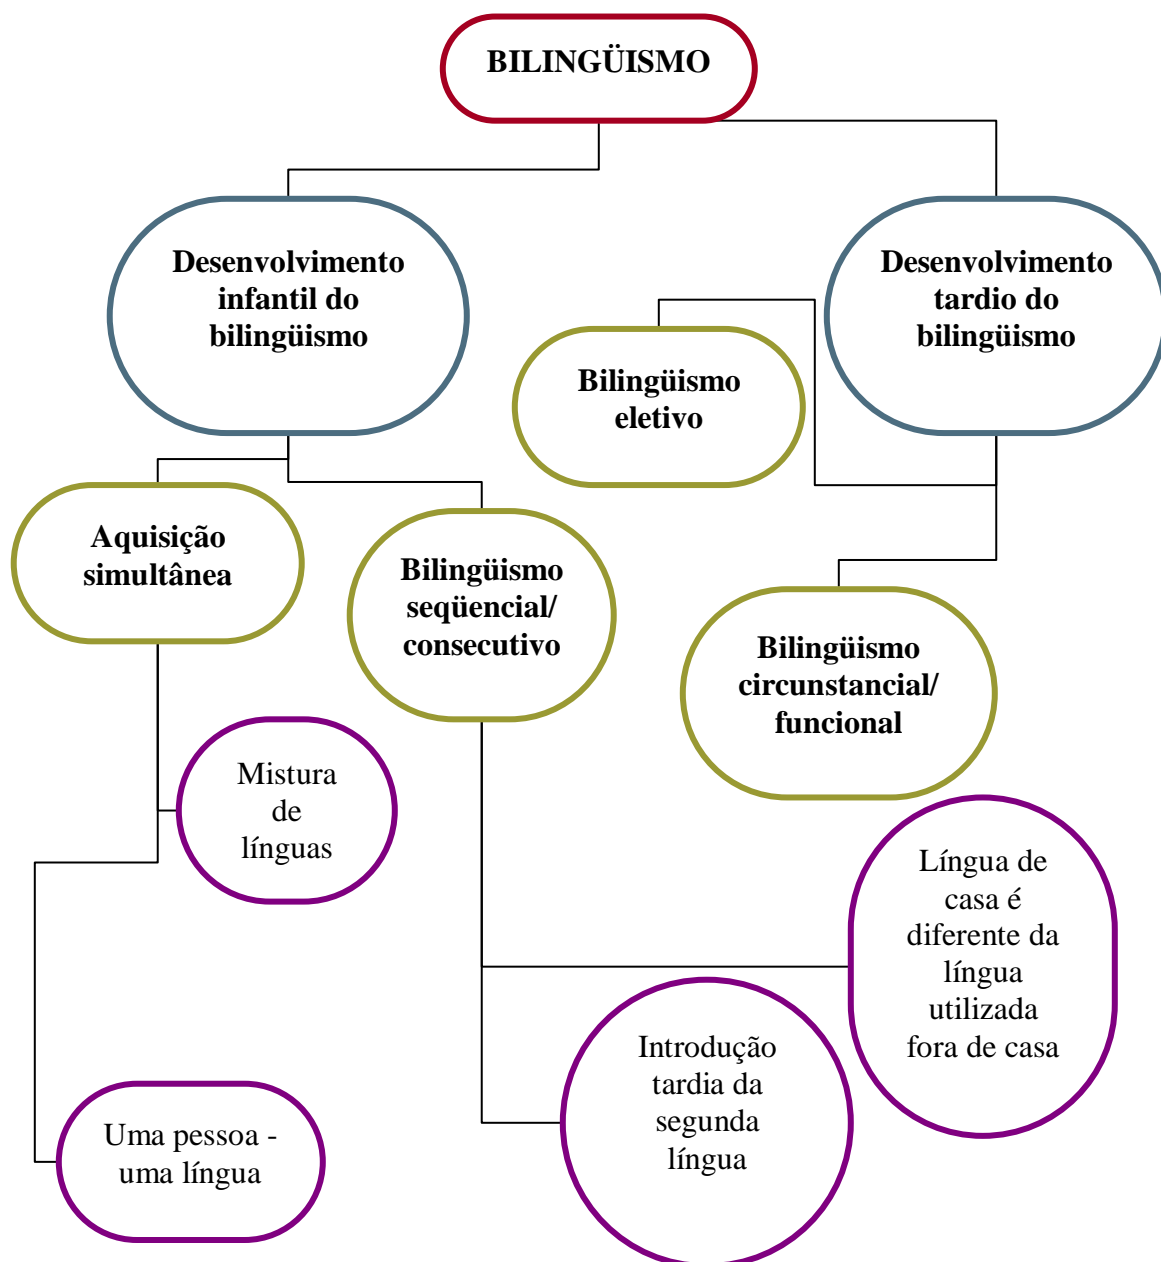 BILINGÜISMO
Desenvolvimento
infantil do
bilingüismo
Desenvolvimento
tardio do
bilingüismo
Bilingüismo
eletivo
Aquisição
simultânea
Bilingüismo
seqüencial/
consecutivo
Bilingüismo
circunstancial/
funcional
Mistura
de
línguas
Língua de
casa é
diferente da
língua
utilizada
fora de casa
Introdução
tardia da
segunda
língua
Uma pessoa -
uma língua